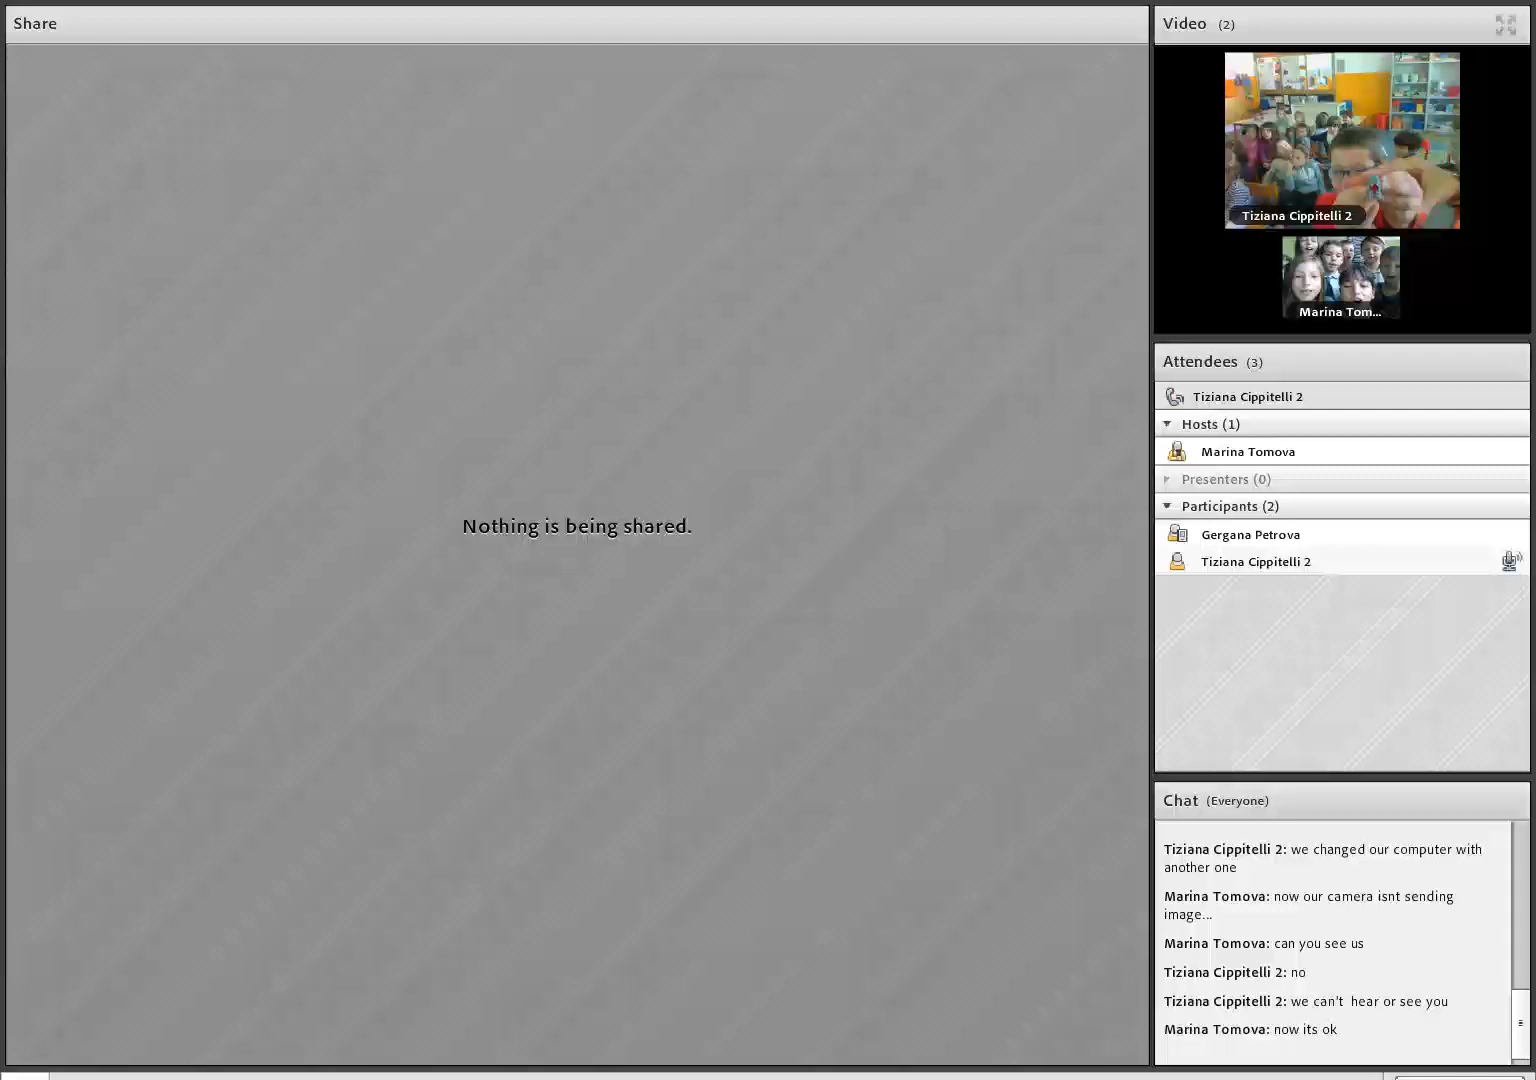 Share
Nothing is being shared.
Video (2)
Tiziana Cippitelli 2
Marina Tom...
Attendees (3)
Tiziana Cippitelli 2
Hosts (1)
Marina Tomova
Presenters (0)
Participants (2)
Gergana Petrova
Tiziana Cippitelli 2
Chat (Everyone)
Tiziana Cippitelli 2: we changed our computer with
another one
Marina Tomova: now our camera isnt sending
image...
Marina Tomova: can you see us
Tiziana Cippitelli 2: no
Tiziana Cippitelli 2: we can't hear or see you
Marina Tomova: now its ok